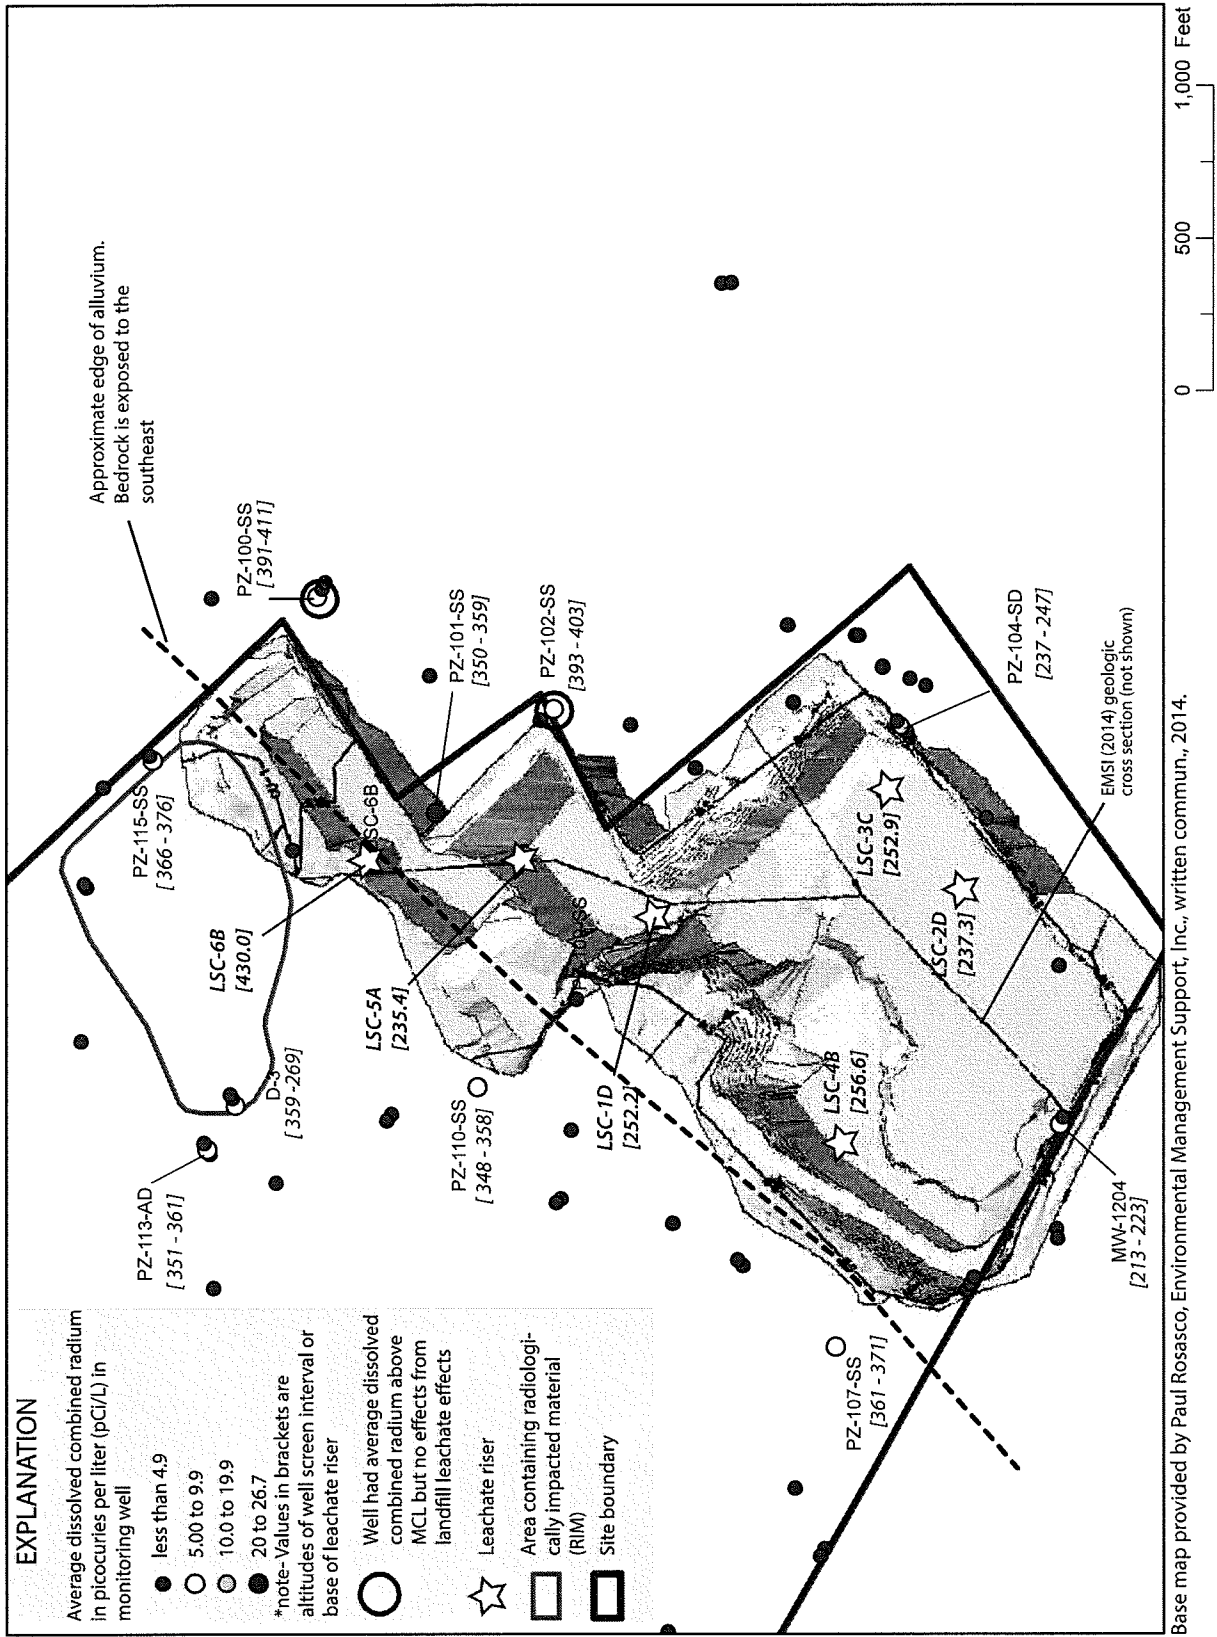 EXPLANATION
Average dissolved combined radium
in picocuries per liter (pCi/L) in
monitoring well
less than 4.9
5.00 to 9.9
10.0 to 19.9
20 to 26.7
*note- Values in brackets are
altitudes of well screen interval or
base of leachate riser
Well had average dissolved
combined radium above
MCL but no effects from
landfill leachate effects
Leachate riser
Area containing radiologi-
cally impacted material
(RIM)
Site boundary
PZ-113-AD
[351 - 361]
D-3
[359 -269]
PZ-115-SS
[366 - 376]
Approximate edge of alluvium.
Bedrock is exposed to the
southeast
PZ-100-SS
[391-411]
LSC-6B
[430.0]
SC-6B
LSC-5A
[235.4]
PZ-101-SS
[350 - 359]
PZ-102-SS
[393 - 403]
PZ-110-SS
[348 - 358]
LSC-1D
[252.2]
LSC-4B
[256.6]
LSC-3C
[252.9]
LSC-2D
[237.3]
PZ-104-SD
[237 - 247]
PZ-107-SS
[361 - 371]
MW-1204
[213 - 223]
EMSI (2014) geologic
cross section (not shown)
Base map provided by Paul Rosasco, Environmental Management Support, Inc., written commun., 2014.
0 500 1,000 Feet